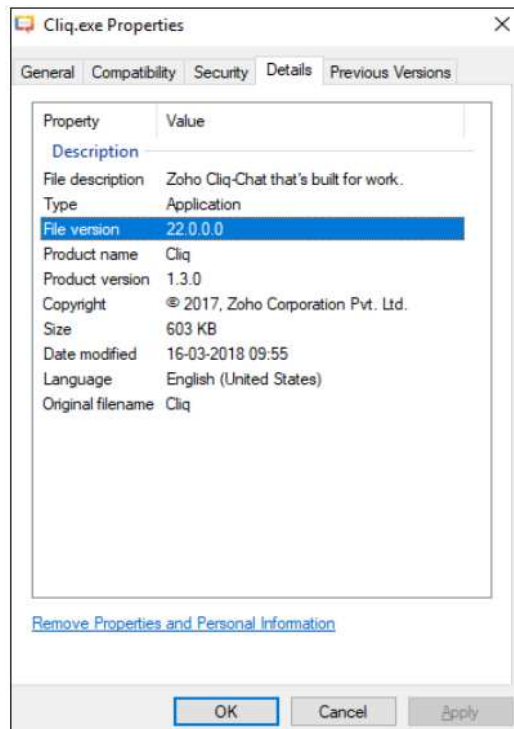 Cliq.exe Properties
General Compatibility Security Details Previous Versions
Property Value
Description
File description Zoho Cliq-Chat that's built for work.
Type Application
File version 22.0.0.0
Product name Cliq
Product version 1.3.0
Copyright © 2017, Zoho Corporation Pvt. Ltd.
Size 603 KB
Date modified 16-03-2018 09:55
Language English (United States)
Original filename Cliq
Remove Properties and Personal Information
OK Cancel Apply